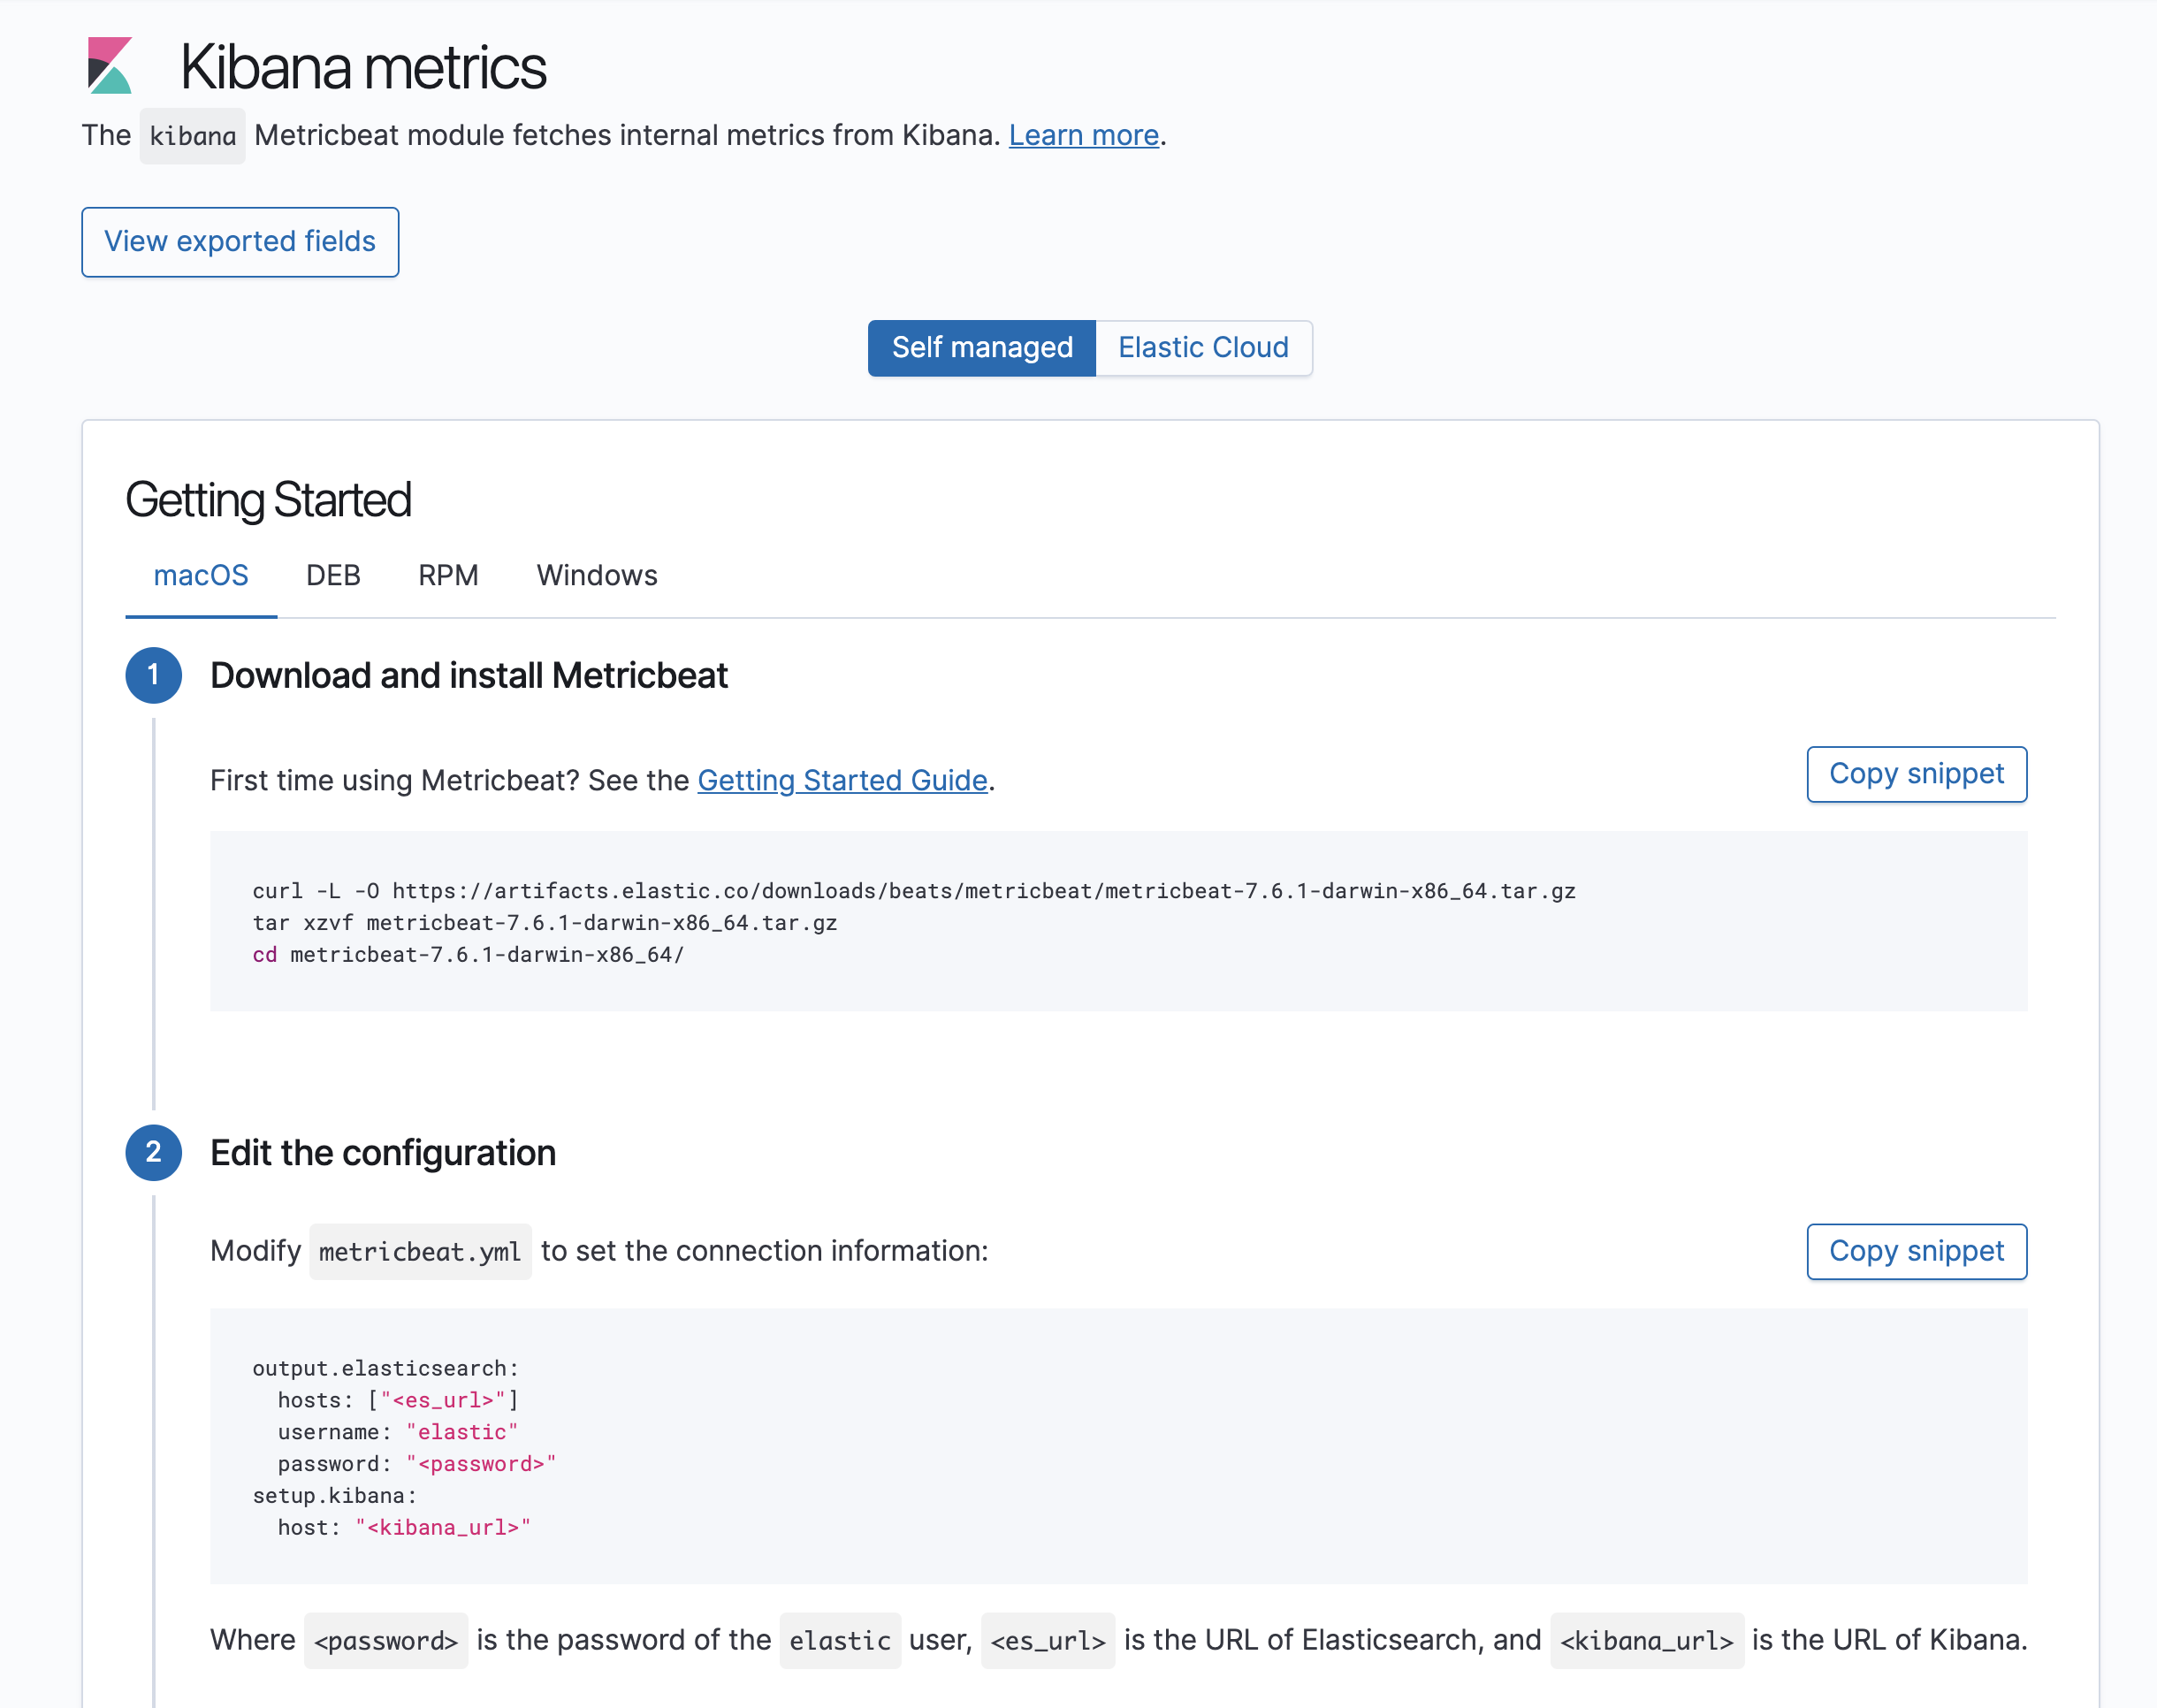 Kibana metrics
The kibana Metricbeat module fetches internal metrics from Kibana. Learn more.
View exported fields
Self managed Elastic Cloud
Getting Started
macOS DEB RPM Windows
1 Download and install Metricbeat
First time using Metricbeat? See the Getting Started Guide. Copy snippet
curl -L -O https://artifacts.elastic.co/downloads/beats/metricbeat/metricbeat-7.6.1-darwin-x86_64.tar.gz
tar xzvf metricbeat-7.6.1-darwin-x86_64.tar.gz
cd metricbeat-7.6.1-darwin-x86_64/
2 Edit the configuration
Modify metricbeat.yml to set the connection information: Copy snippet
output.elasticsearch:
  hosts: ["<es_url>"]
  username: "elastic"
  password: "<password>"
setup.kibana:
  host: "<kibana_url>"
Where <password> is the password of the elastic user, <es_url> is the URL of Elasticsearch, and <kibana_url> is the URL of Kibana.